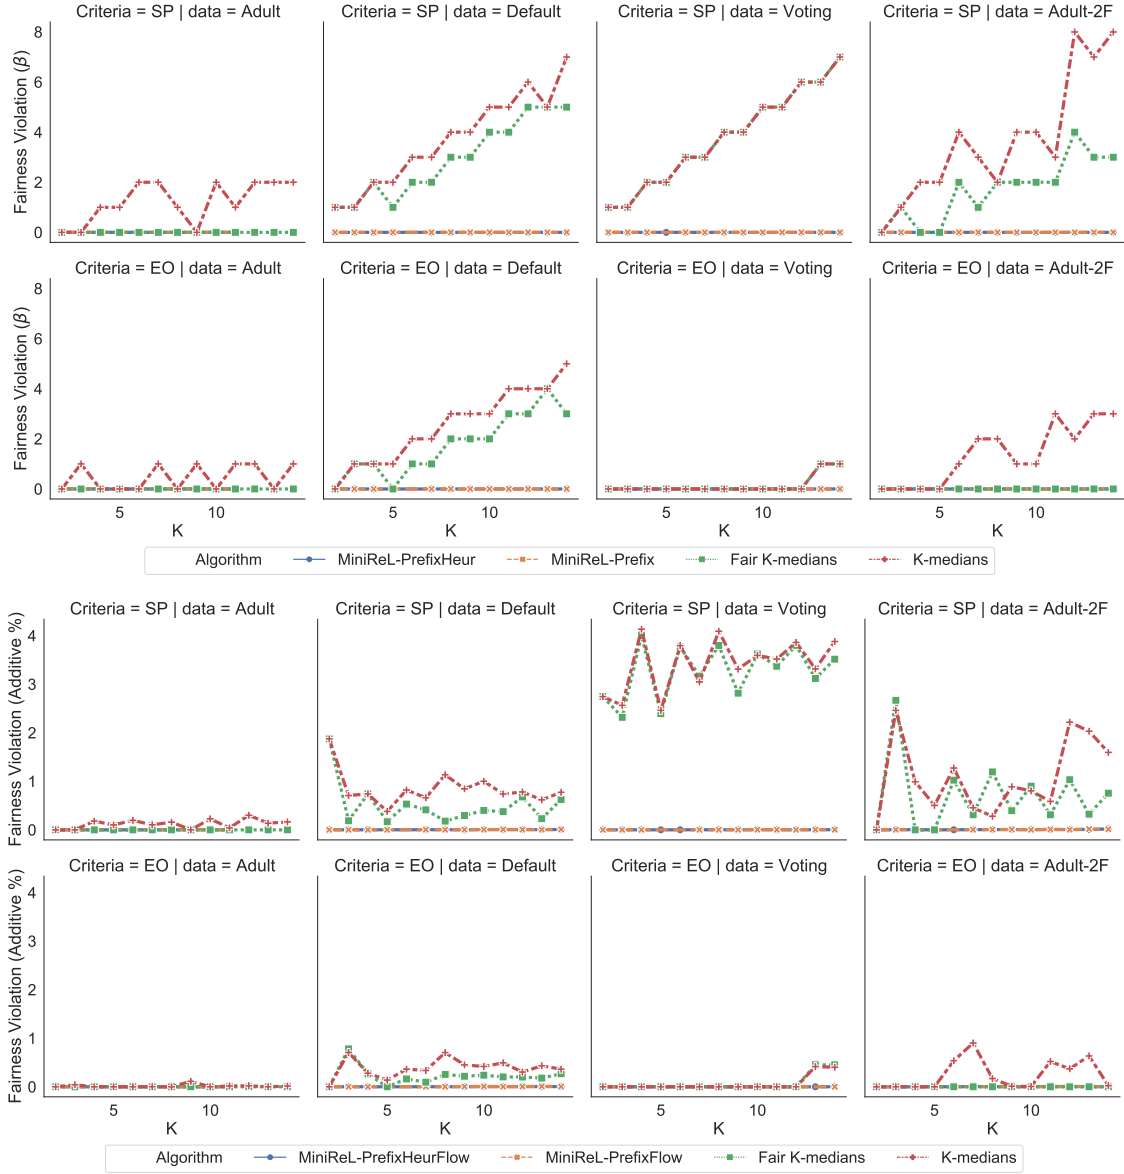 Criteria = SP | data = Adult
Criteria = SP | data = Default
Criteria = SP | data = Voting
Criteria = SP | data = Adult-2F
Fairness Violation (β)
8
6
4
2
0
Criteria = EO | data = Adult
Criteria = EO | data = Default
Criteria = EO | data = Voting
Criteria = EO | data = Adult-2F
Fairness Violation (β)
8
6
4
2
0
5 10
5 10
5 10
5 10
K
K
K
K
Algorithm MiniReL-PrefixHeur MiniReL-Prefix Fair K-medians K-medians
Criteria = SP | data = Adult
Criteria = SP | data = Default
Criteria = SP | data = Voting
Criteria = SP | data = Adult-2F
Fairness Violation (Additive %)
4
3
2
1
0
Criteria = EO | data = Adult
Criteria = EO | data = Default
Criteria = EO | data = Voting
Criteria = EO | data = Adult-2F
Fairness Violation (Additive %)
4
3
2
1
0
5 10
5 10
5 10
5 10
K
K
K
K
Algorithm MiniReL-PrefixHeurFlow MiniReL-PrefixFlow Fair K-medians K-medians